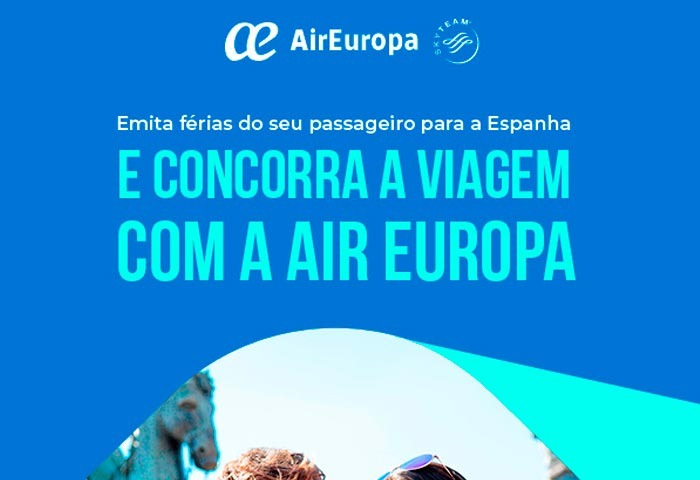 æ AirEuropa SKYTEAM
Emita férias do seu passageiro para a Espanha
E CONCORRA A VIAGEM
COM A AIR EUROPA